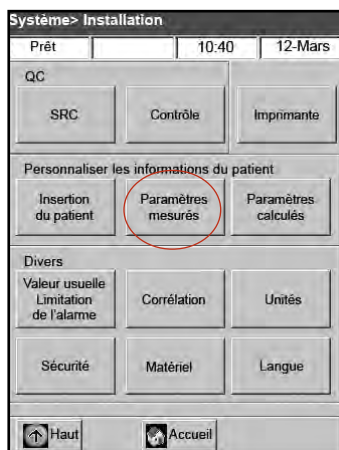 Système> Installation
Prêt 10:40 12-Mars
QC
SRC Contrôle Imprimante
Personnaliser les informations du patient
Insertion du patient Paramètres mesurés Paramètres calculés
Divers
Valeur usuelle Limitation de l'alarme Corrélation Unités
Sécurité Matériel Langue
Haut Accueil